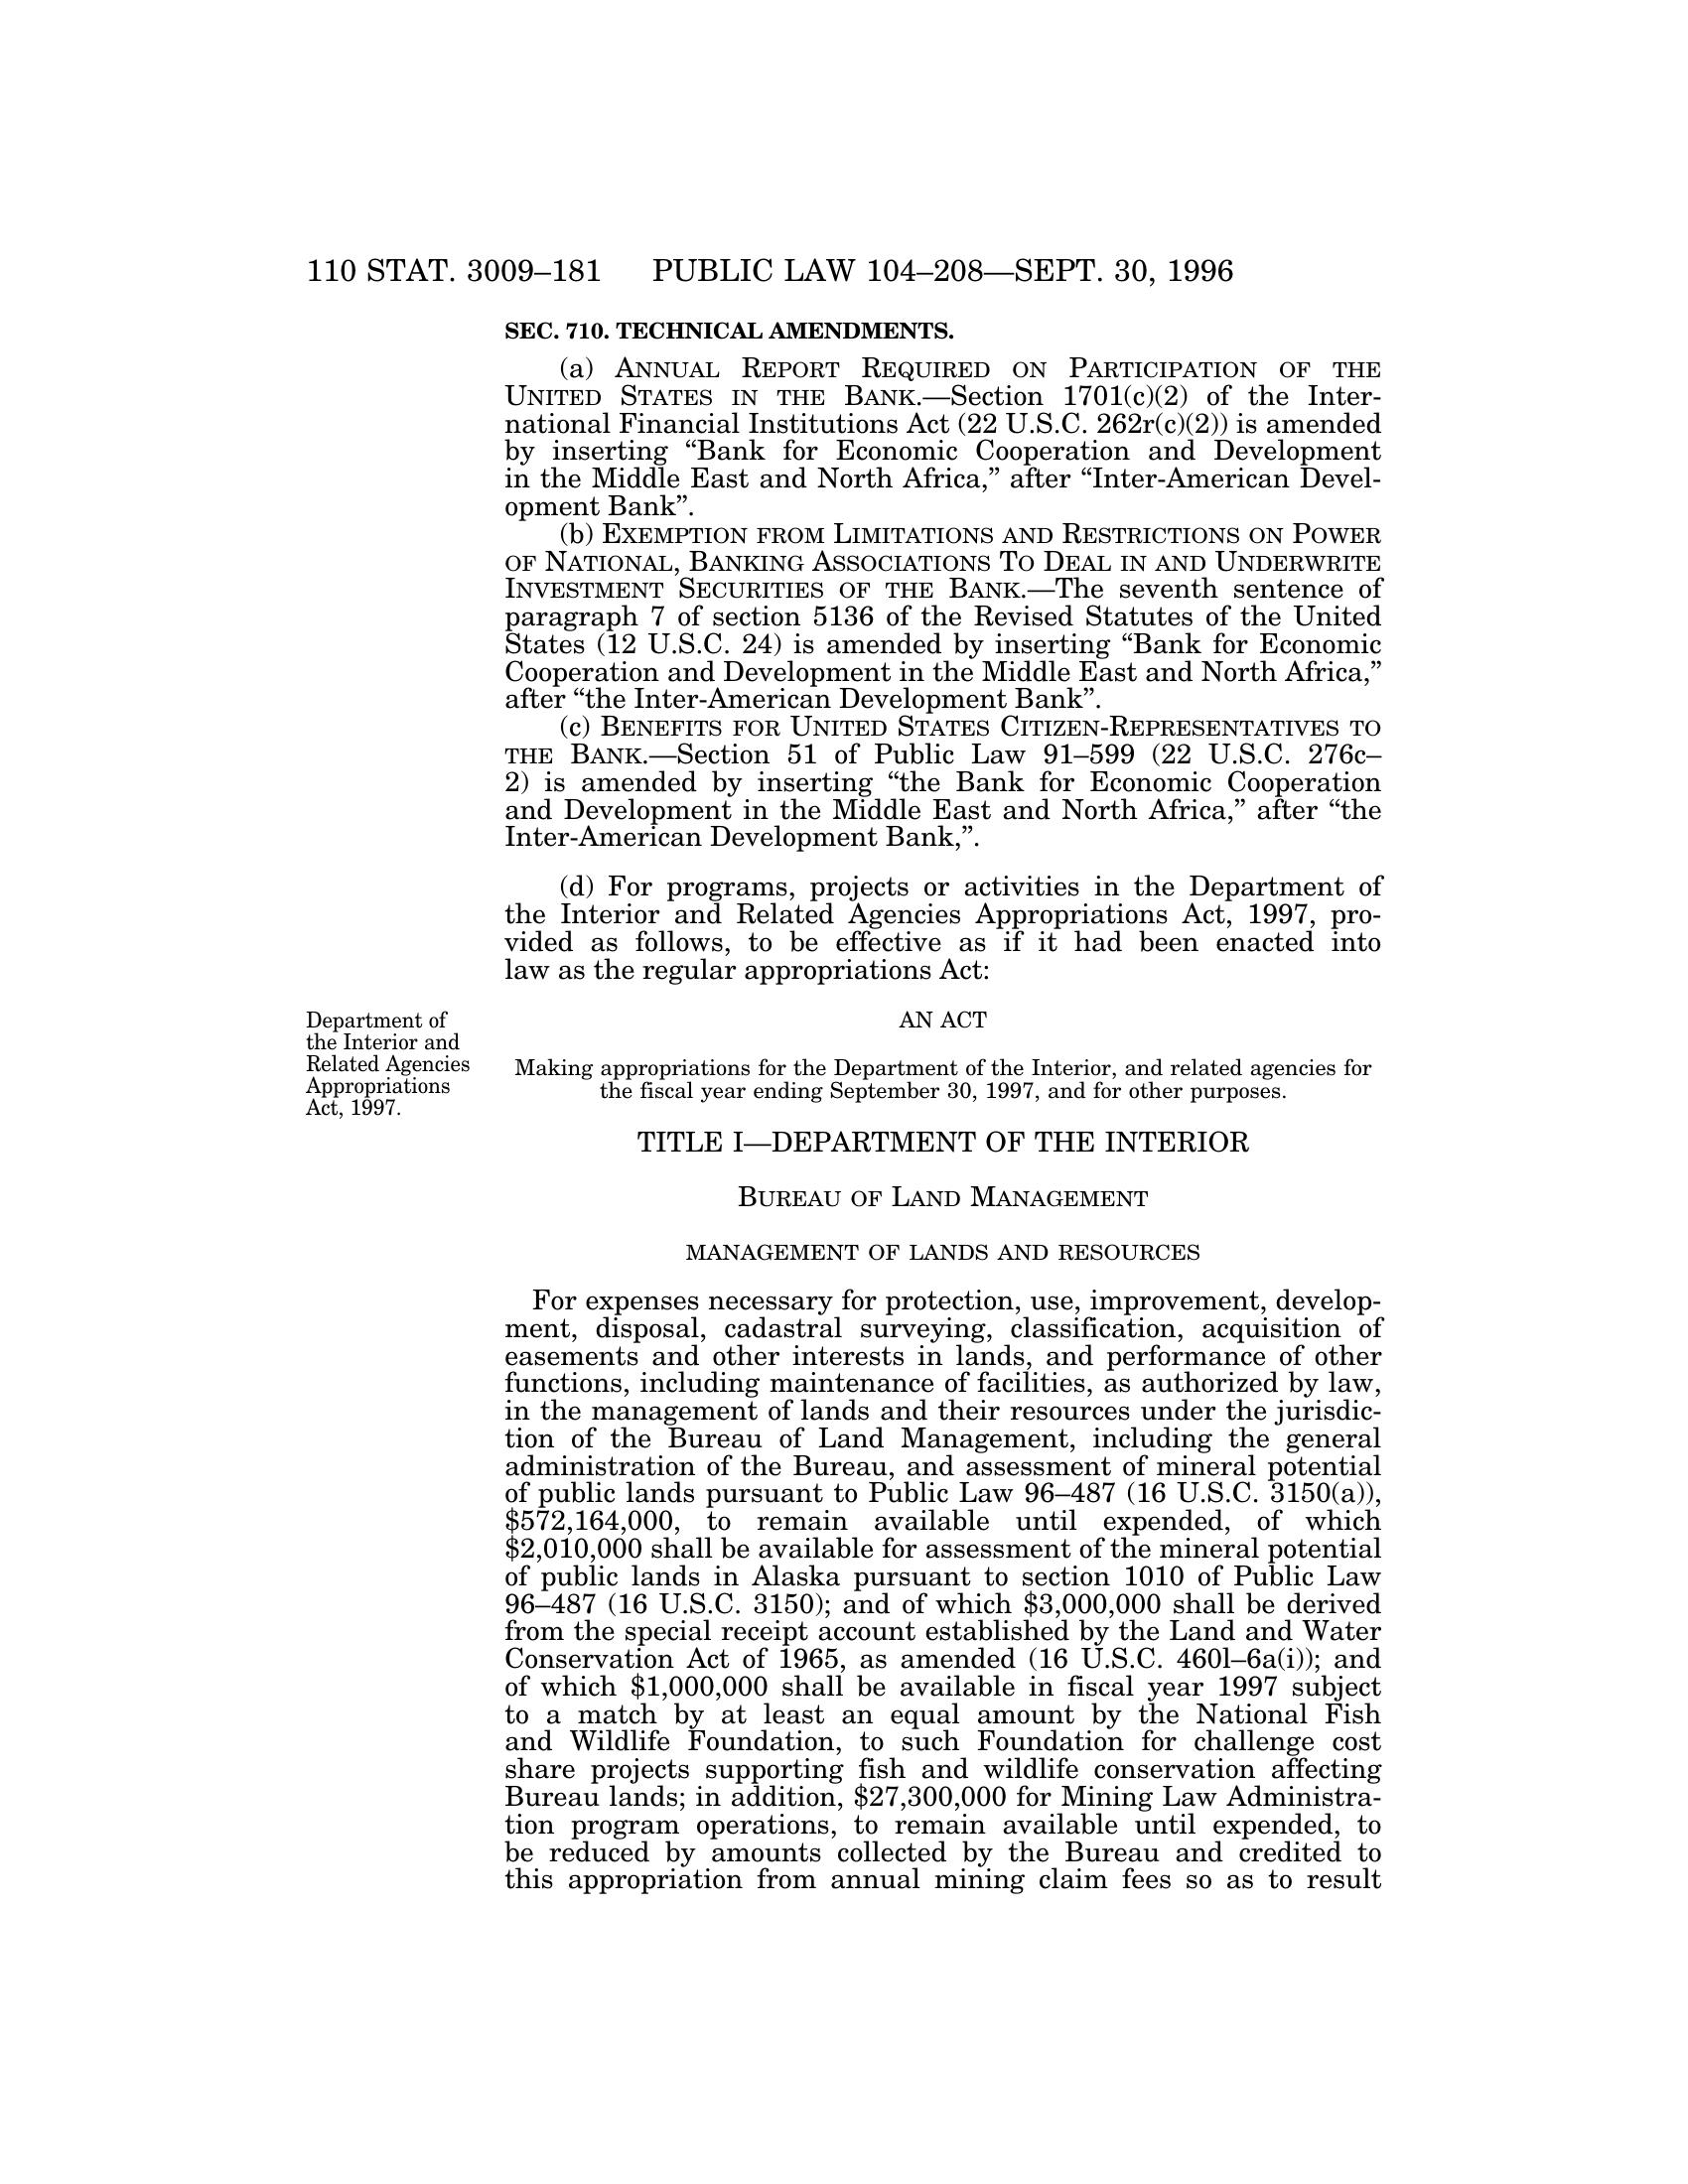 110 STAT. 3009–181 PUBLIC LAW 104–208—SEPT. 30, 1996
SEC. 710. TECHNICAL AMENDMENTS.
(a) ANNUAL REPORT REQUIRED ON PARTICIPATION OF THE
UNITED STATES IN THE BANK.—Section 1701(c)(2) of the Inter-
national Financial Institutions Act (22 U.S.C. 262r(c)(2)) is amended
by inserting “Bank for Economic Cooperation and Development
in the Middle East and North Africa,” after “Inter-American Devel-
opment Bank”.
(b) EXEMPTION FROM LIMITATIONS AND RESTRICTIONS ON POWER
OF NATIONAL, BANKING ASSOCIATIONS TO DEAL IN AND UNDERWRITE
INVESTMENT SECURITIES OF THE BANK.—The seventh sentence of
paragraph 7 of section 5136 of the Revised Statutes of the United
States (12 U.S.C. 24) is amended by inserting “Bank for Economic
Cooperation and Development in the Middle East and North Africa,”
after “the Inter-American Development Bank”.
(c) BENEFITS FOR UNITED STATES CITIZEN-REPRESENTATIVES TO
THE BANK.—Section 51 of Public Law 91–599 (22 U.S.C. 276c–
2) is amended by inserting “the Bank for Economic Cooperation
and Development in the Middle East and North Africa,” after “the
Inter-American Development Bank,”.
(d) For programs, projects or activities in the Department of
the Interior and Related Agencies Appropriations Act, 1997, pro-
vided as follows, to be effective as if it had been enacted into
law as the regular appropriations Act:
Department of
the Interior and
Related Agencies
Appropriations
Act, 1997.
AN ACT
Making appropriations for the Department of the Interior, and related agencies for
the fiscal year ending September 30, 1997, and for other purposes.
TITLE I—DEPARTMENT OF THE INTERIOR
BUREAU OF LAND MANAGEMENT
MANAGEMENT OF LANDS AND RESOURCES
For expenses necessary for protection, use, improvement, develop-
ment, disposal, cadastral surveying, classification, acquisition of
easements and other interests in lands, and performance of other
functions, including maintenance of facilities, as authorized by law,
in the management of lands and their resources under the jurisdic-
tion of the Bureau of Land Management, including the general
administration of the Bureau, and assessment of mineral potential
of public lands pursuant to Public Law 96–487 (16 U.S.C. 3150(a)),
$572,164,000, to remain available until expended, of which
$2,010,000 shall be available for assessment of the mineral potential
of public lands in Alaska pursuant to section 1010 of Public Law
96–487 (16 U.S.C. 3150); and of which $3,000,000 shall be derived
from the special receipt account established by the Land and Water
Conservation Act of 1965, as amended (16 U.S.C. 460l–6a(i)); and
of which $1,000,000 shall be available in fiscal year 1997 subject
to a match by at least an equal amount by the National Fish
and Wildlife Foundation, to such Foundation for challenge cost
share projects supporting fish and wildlife conservation affecting
Bureau lands; in addition, $27,300,000 for Mining Law Administra-
tion program operations, to remain available until expended, to
be reduced by amounts collected by the Bureau and credited to
this appropriation from annual mining claim fees so as to result